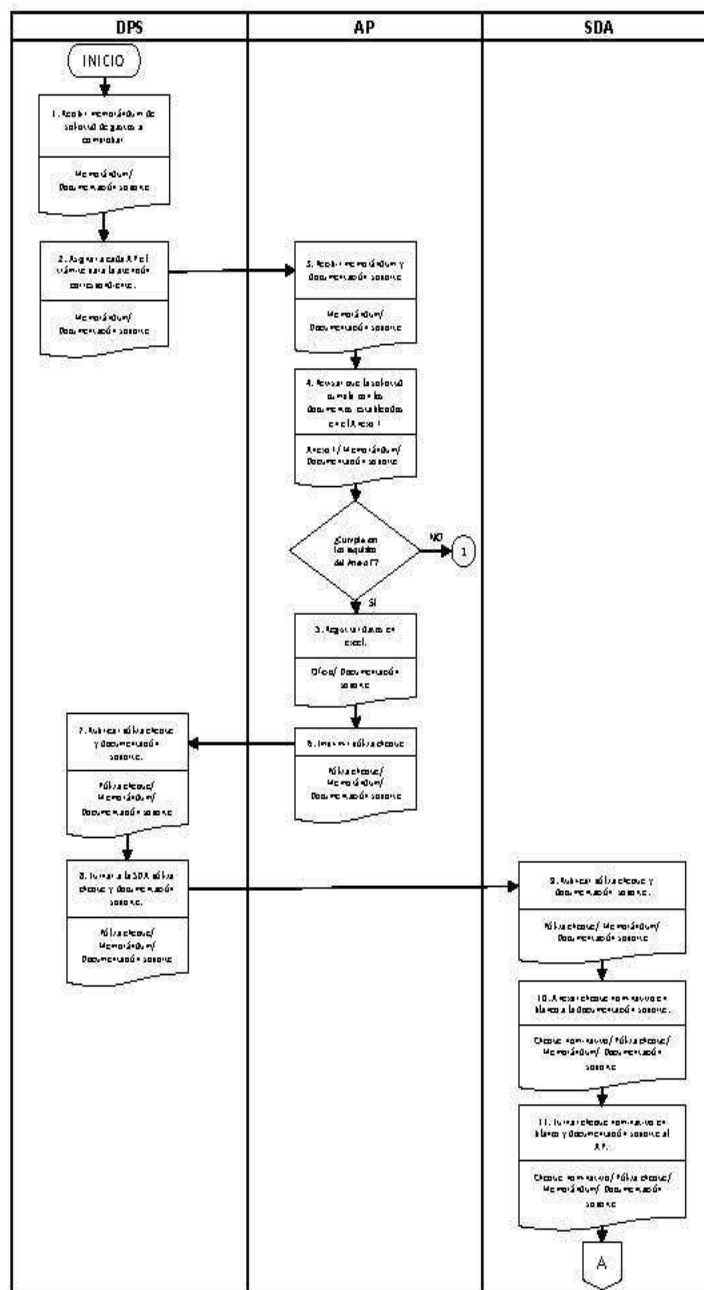 DPS
AP
SDA
INICIO
1. Recibir memorándum de
solicitud de gastos a
comprobar
Memorándum/
Documentación soporte
2. Asignar a cada AP el
trámite para la atención
correspondiente.
Memorándum/
Documentación soporte
3. Recibir memorándum y
Documentación soporte
Memorándum/
Documentación soporte
4. Revisar que la solicitud
cumpla con los
Documentos establecidos
en el Anexo 1
Anexo 1/ Memorándum/
Documentación soporte
¿Cumple con
los requisitos
del Anexo 1?
NO
1
SI
5. Registrar datos en
excel.
Oficio/ Documentación
soporte
6. Imprimir póliza cheque
Póliza cheque/
Memorándum/
Documentación soporte
7. Rubricar póliza cheque
y Documentación
soporte.
Póliza cheque/
Memorándum/
Documentación soporte
8. Turnar a la SDA póliza
cheque y Documentación
soporte.
Póliza cheque/
Memorándum/
Documentación soporte
9. Rubricar póliza cheque y
Documentación soporte.
Póliza cheque/ Memorándum/
Documentación soporte
10. Anexar cheque nominativo en
blanco a la Documentación soporte.
Cheque nominativo/ Póliza cheque/
Memorándum/ Documentación
soporte
11. Turnar cheque nominativo en
blanco y Documentación soporte al
AP.
Cheque nominativo/ Póliza cheque/
Memorándum/ Documentación
soporte
A